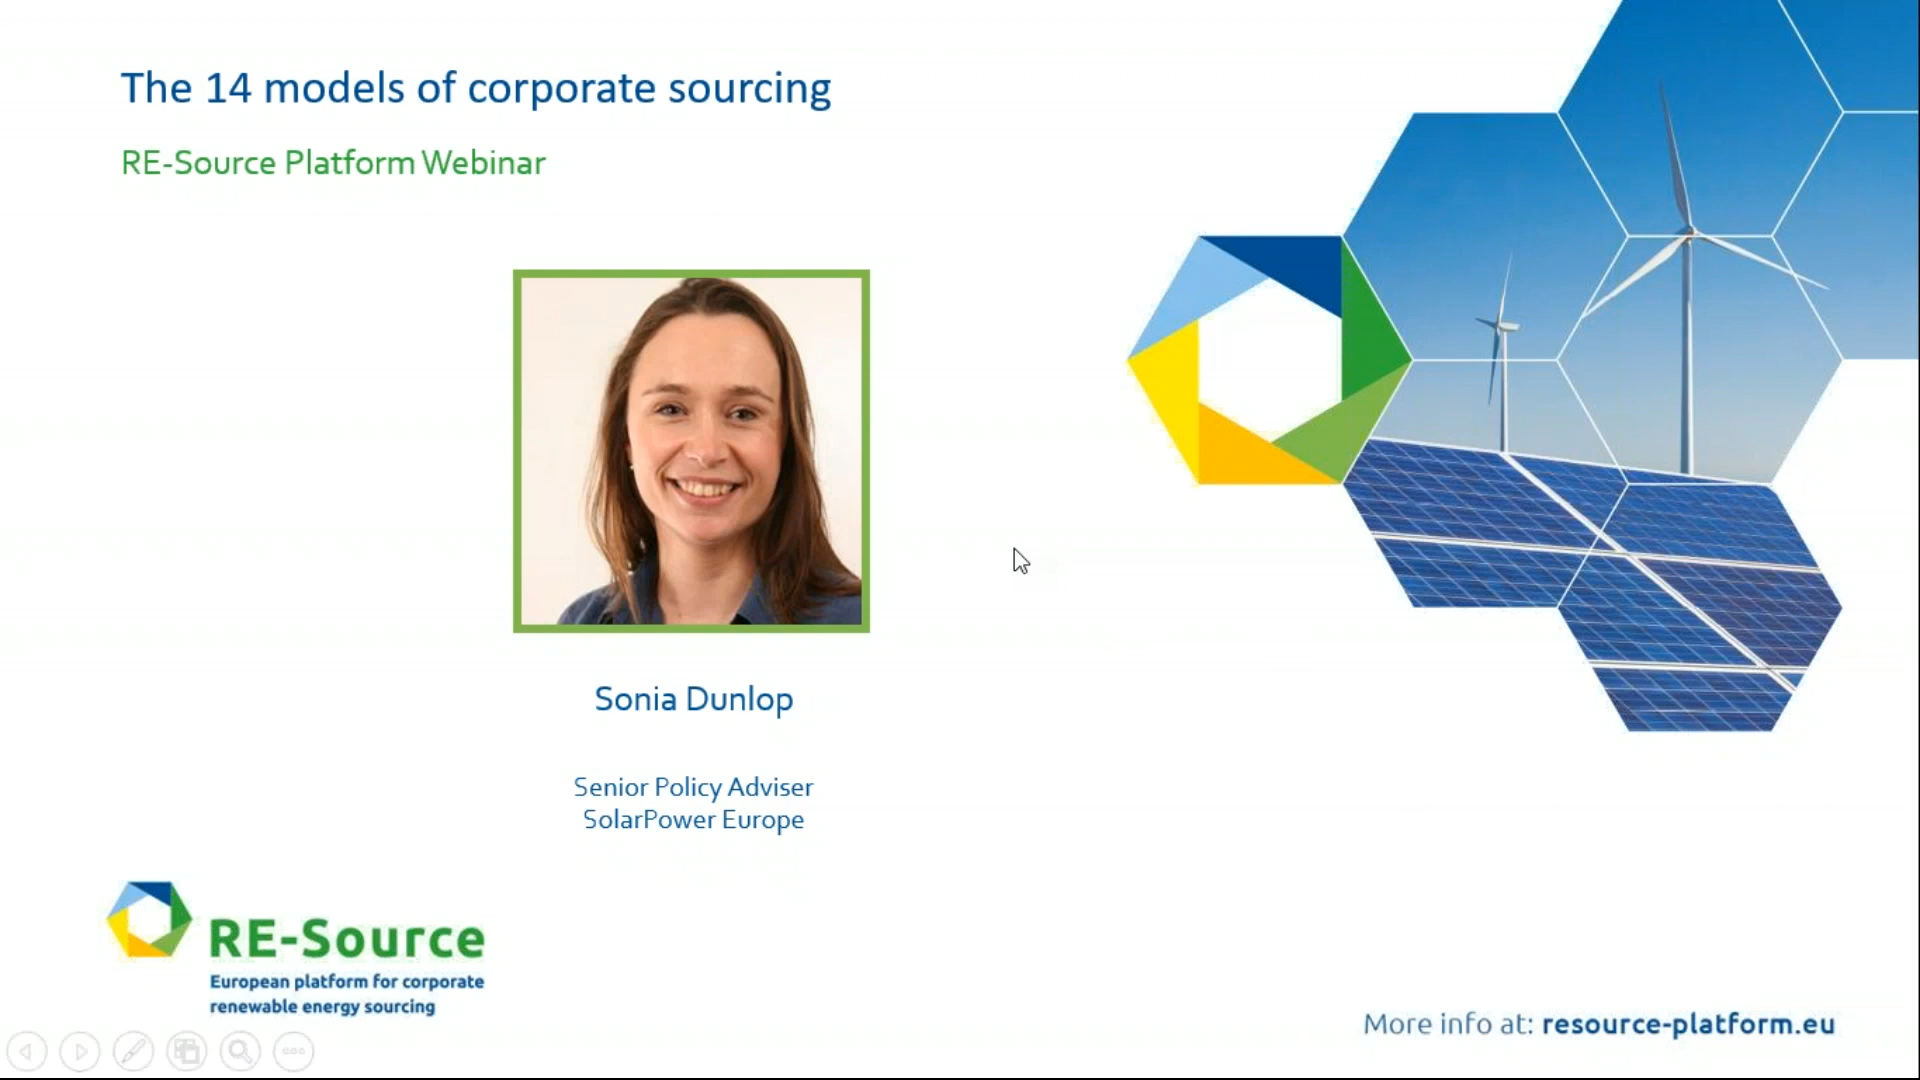 The 14 models of corporate sourcing
RE-Source Platform Webinar
Sonia Dunlop
Senior Policy Adviser
SolarPower Europe
RE-Source
European platform for corporate
renewable energy sourcing
More info at: resource-platform.eu